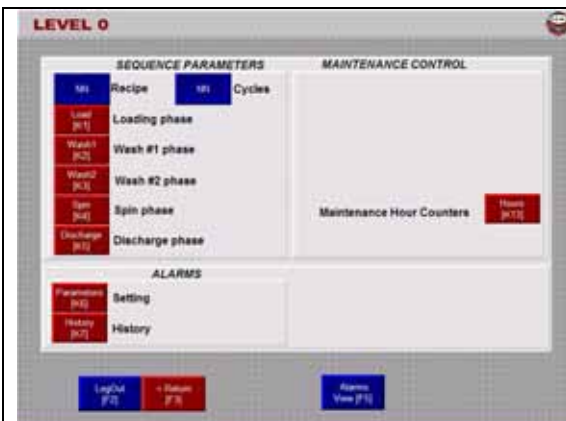 LEVEL 0
SEQUENCE PARAMETERS
MAINTENANCE CONTROL
NN Recipe NN Cycles
Load [K1] Loading phase
Wash1 [K2] Wash #1 phase
Wash2 [K3] Wash #2 phase
Spin [K4] Spin phase
Discharge [K5] Discharge phase
Maintenance Hour Counters Hours [K13]
ALARMS
Parameters [K6] Setting
History [K7] History
LogOut [F2]
< Return [F3]
Alarms View [F5]